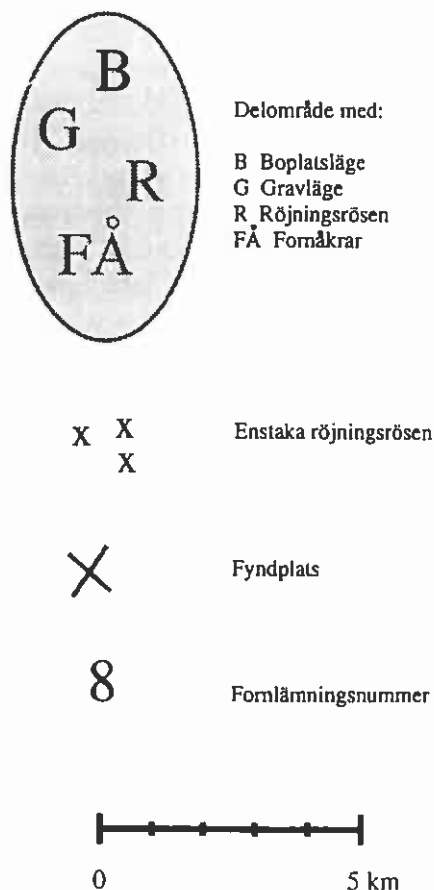 B
G
R
FÅ
Delområde med:
B Boplatsläge
G Gravläge
R Röjningsrösen
FÅ Fornåkrar
x x
x
Enstaka röjningsrösen
Fyndplats
8
Fornlämningsnummer
0 5 km